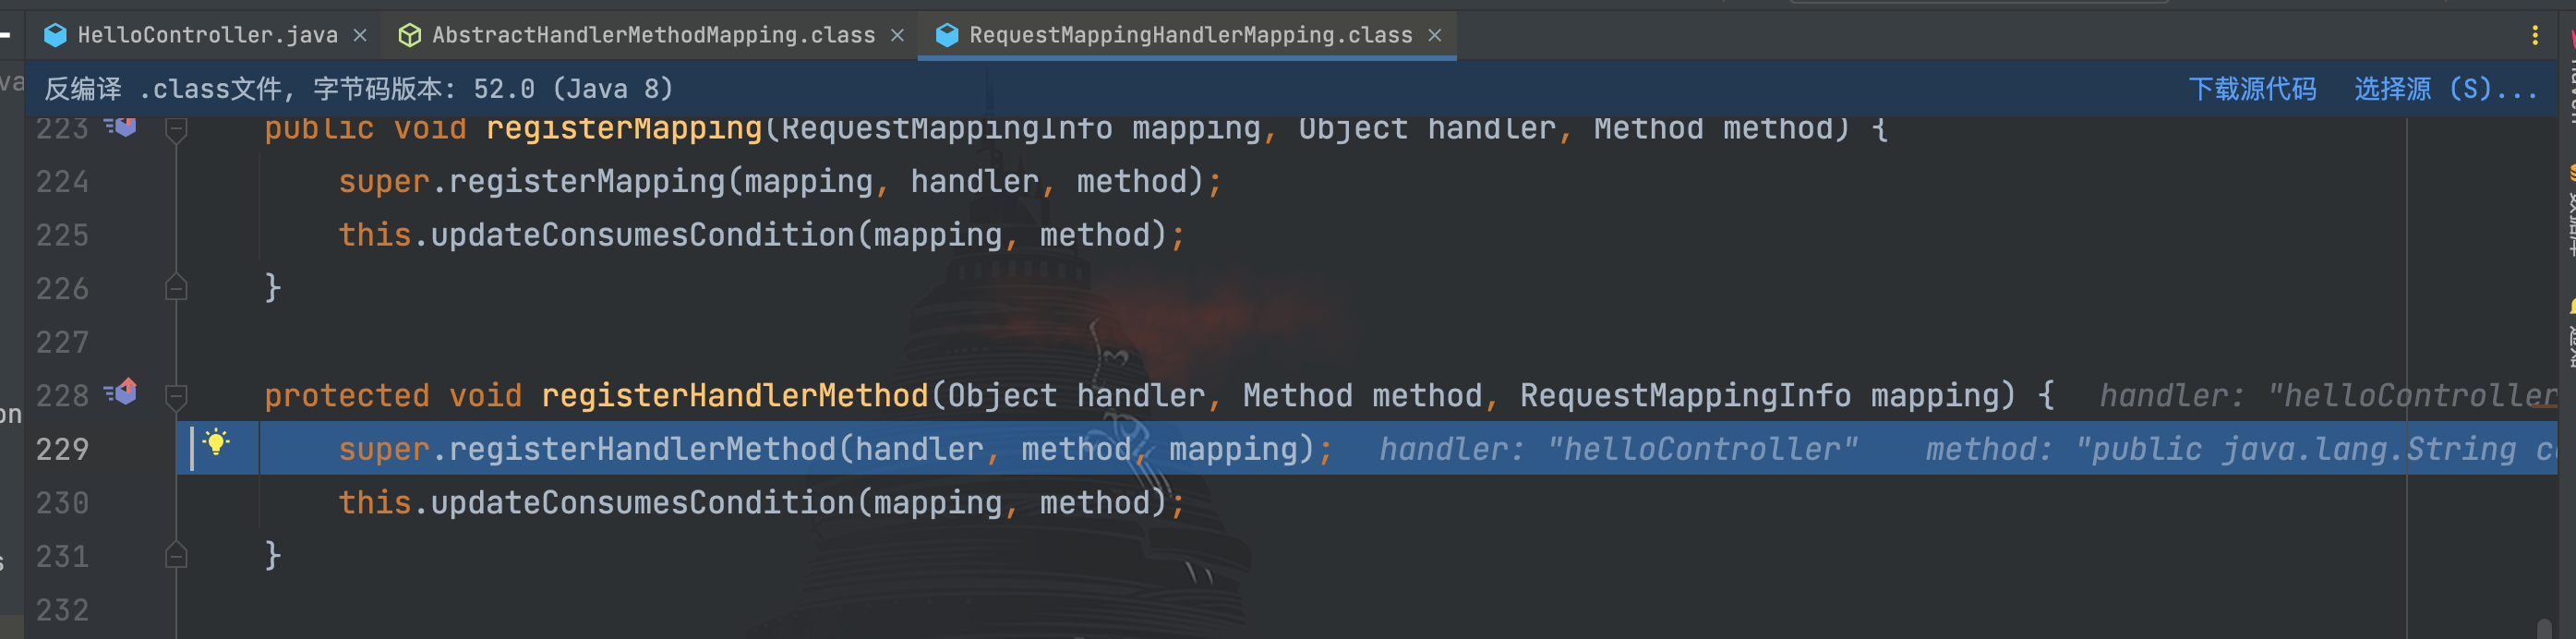 HelloController.java AbstractHandlerMethodMapping.class RequestMappingHandlerMapping.class
反编译 .class文件, 字节码版本: 52.0 (Java 8) 下载源代码 选择源 (S)...
223 public void registerMapping(RequestMappingInfo mapping, Object handler, Method method) {
224 super.registerMapping(mapping, handler, method);
225 this.updateConsumesCondition(mapping, method);
226 }
227
228 protected void registerHandlerMethod(Object handler, Method method, RequestMappingInfo mapping) { handler: "helloController
229 super.registerHandlerMethod(handler, method, mapping); handler: "helloController" method: "public java.lang.String
230 this.updateConsumesCondition(mapping, method);
231 }
232